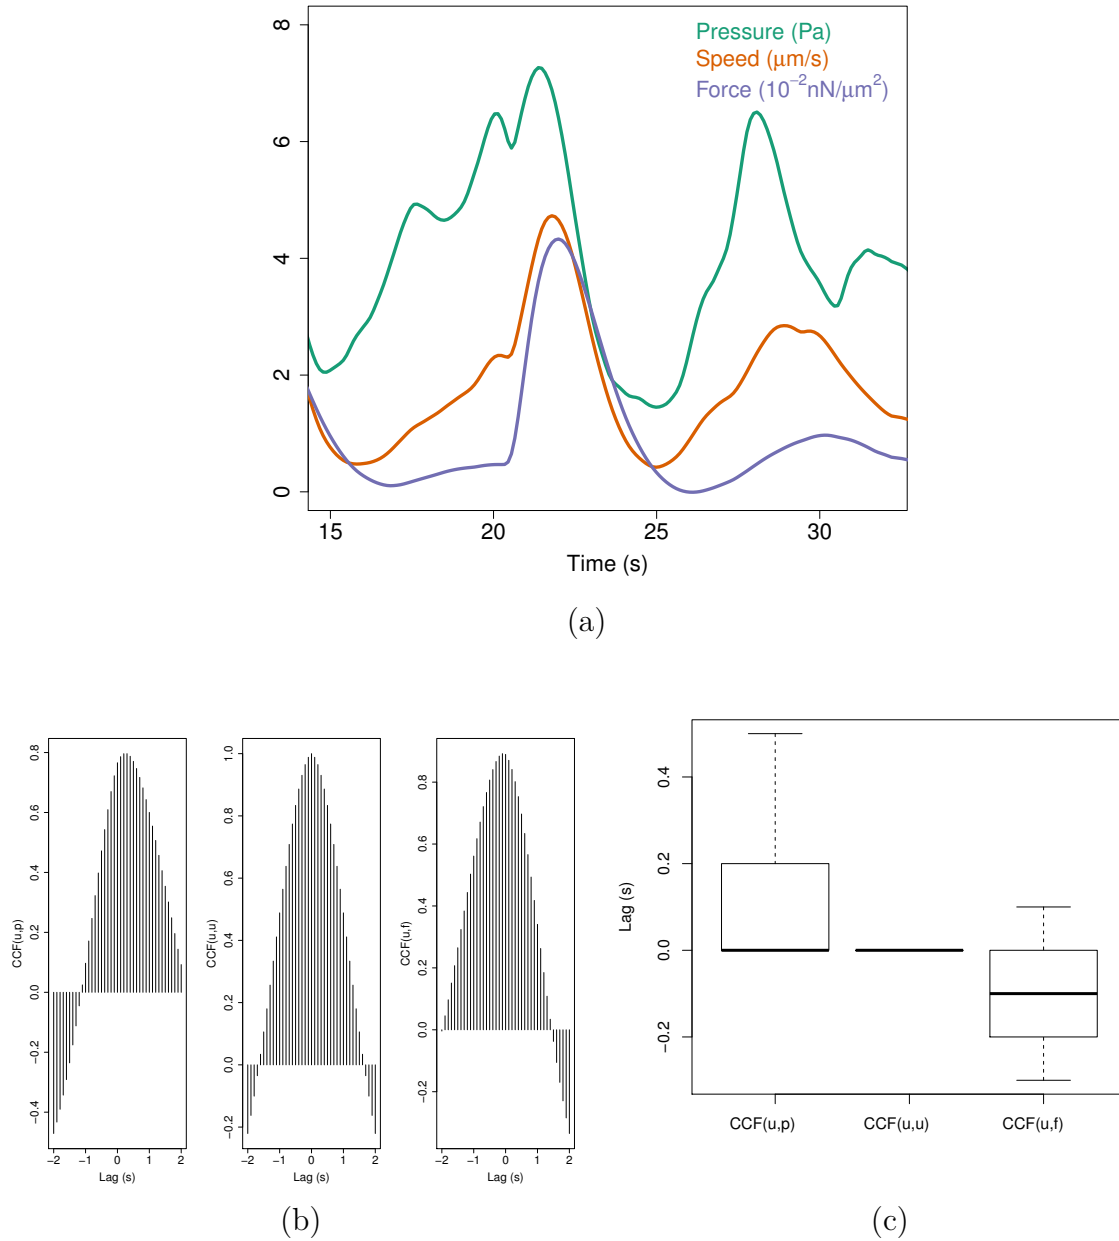 Pressure (Pa)
Speed (μm/s)
Force (10⁻²nN/μm²)
8
6
4
2
0
15 20 25 30
Time (s)
(a)
CCF(u,p)
0.8
0.6
0.4
0.2
0.0
−0.2
−0.4
−2 −1 0 1 2
Lag (s)
CCF(u,u)
1.0
0.8
0.6
0.4
0.2
0.0
−0.2
−2 −1 0 1 2
Lag (s)
CCF(u,f)
0.8
0.6
0.4
0.2
0.0
−0.2
−2 −1 0 1 2
Lag (s)
(b)
Lag (s)
0.4
0.2
0.0
−0.2
CCF(u,p) CCF(u,u) CCF(u,f)
(c)